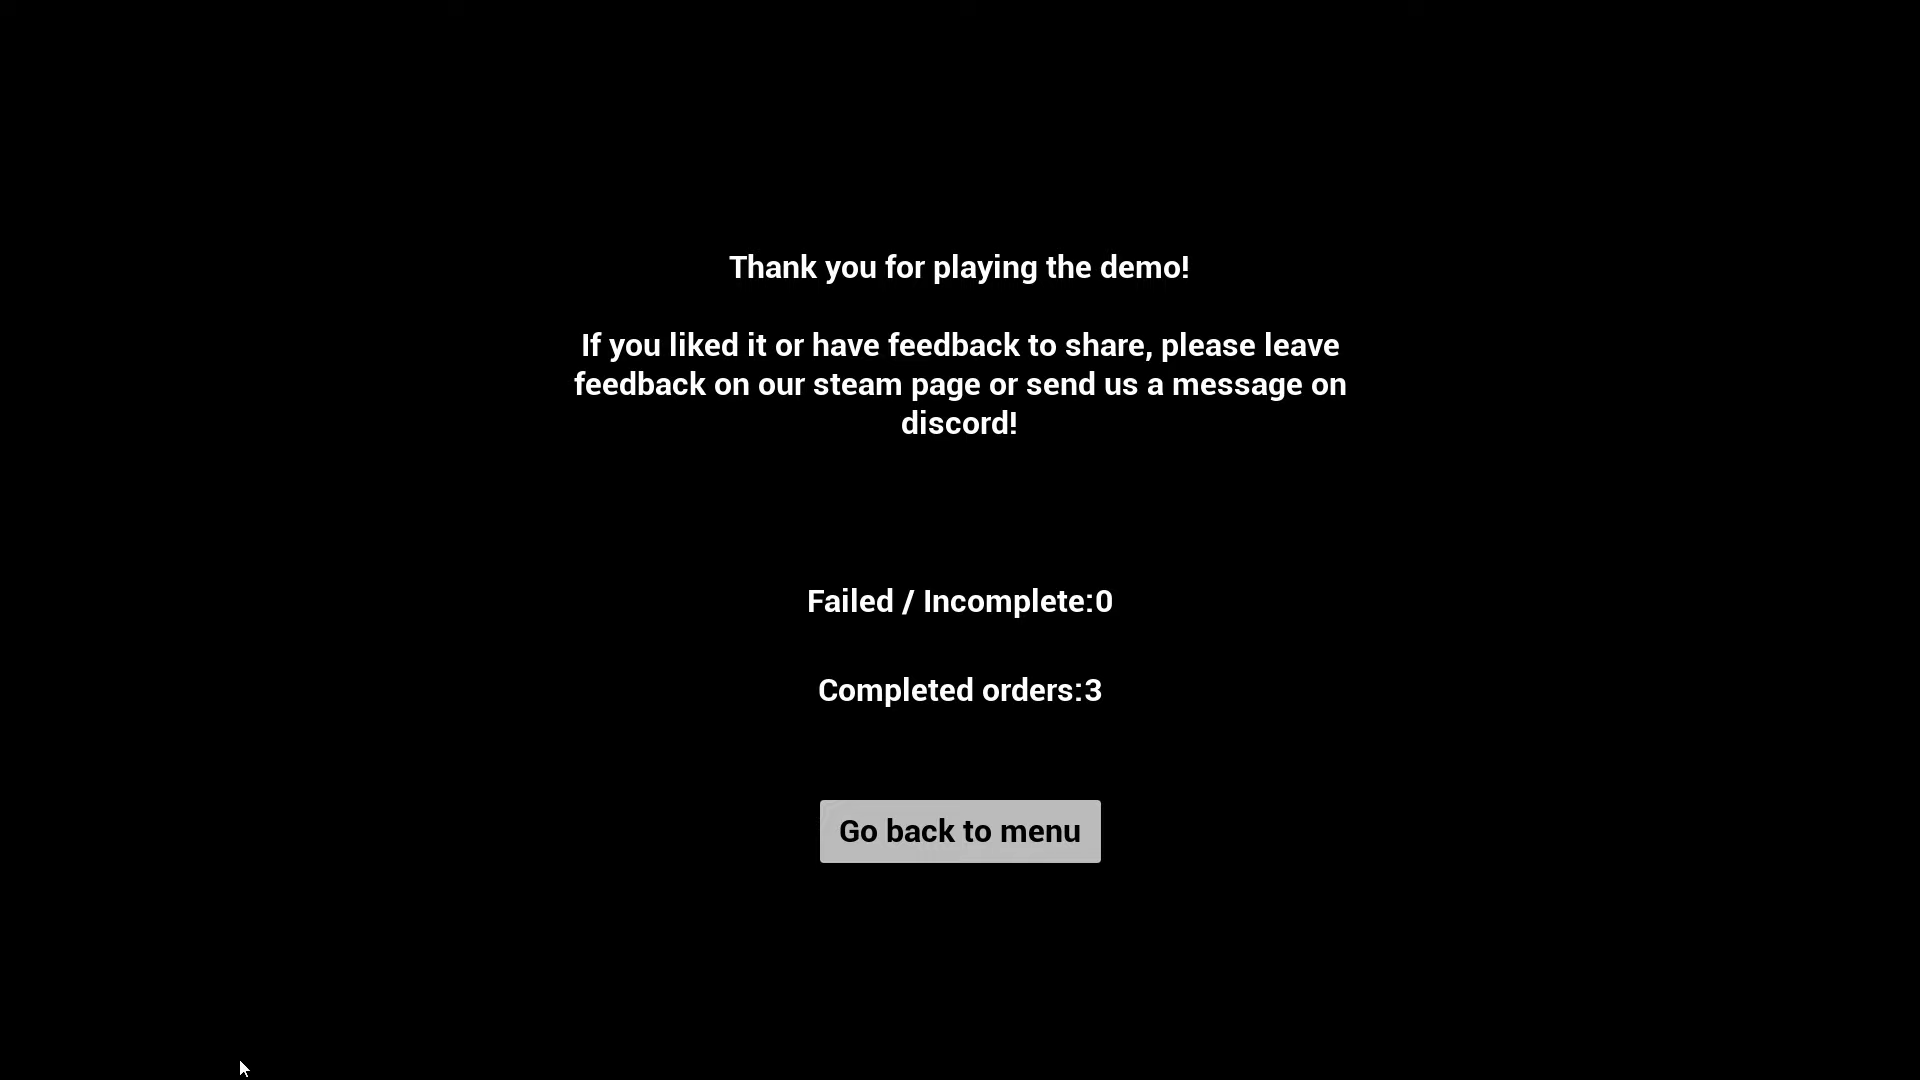 Thank you for playing the demo!
If you liked it or have feedback to share, please leave
feedback on our steam page or send us a message on
discord!
Failed / Incomplete:0
Completed orders:3
Go back to menu